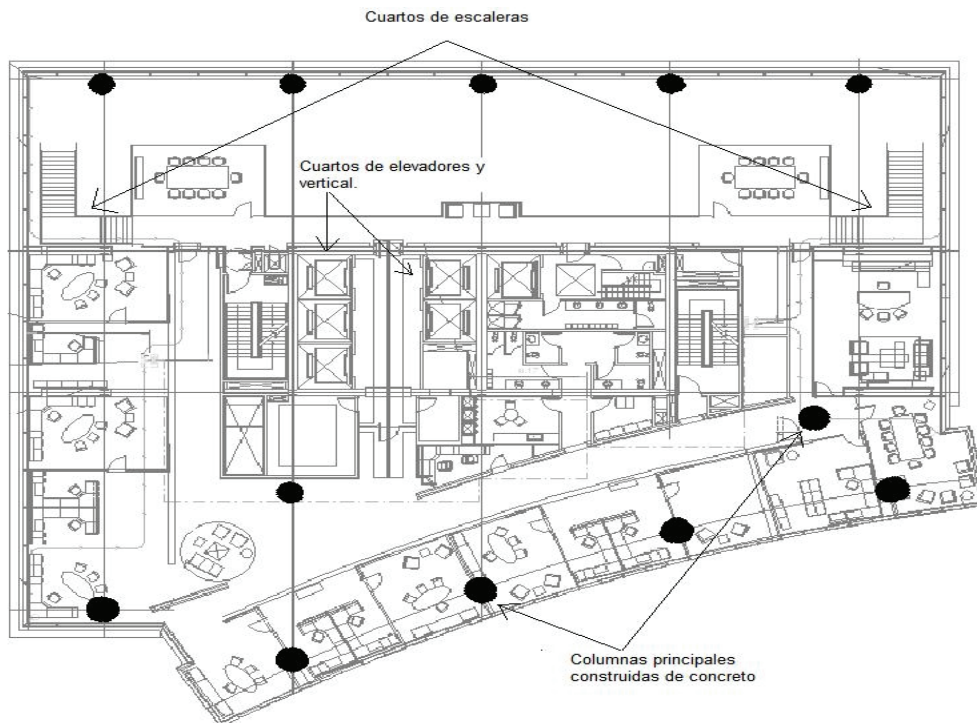 Cuartos de escaleras
Cuartos de elevadores y
vertical.
Columnas principales
construidas de concreto